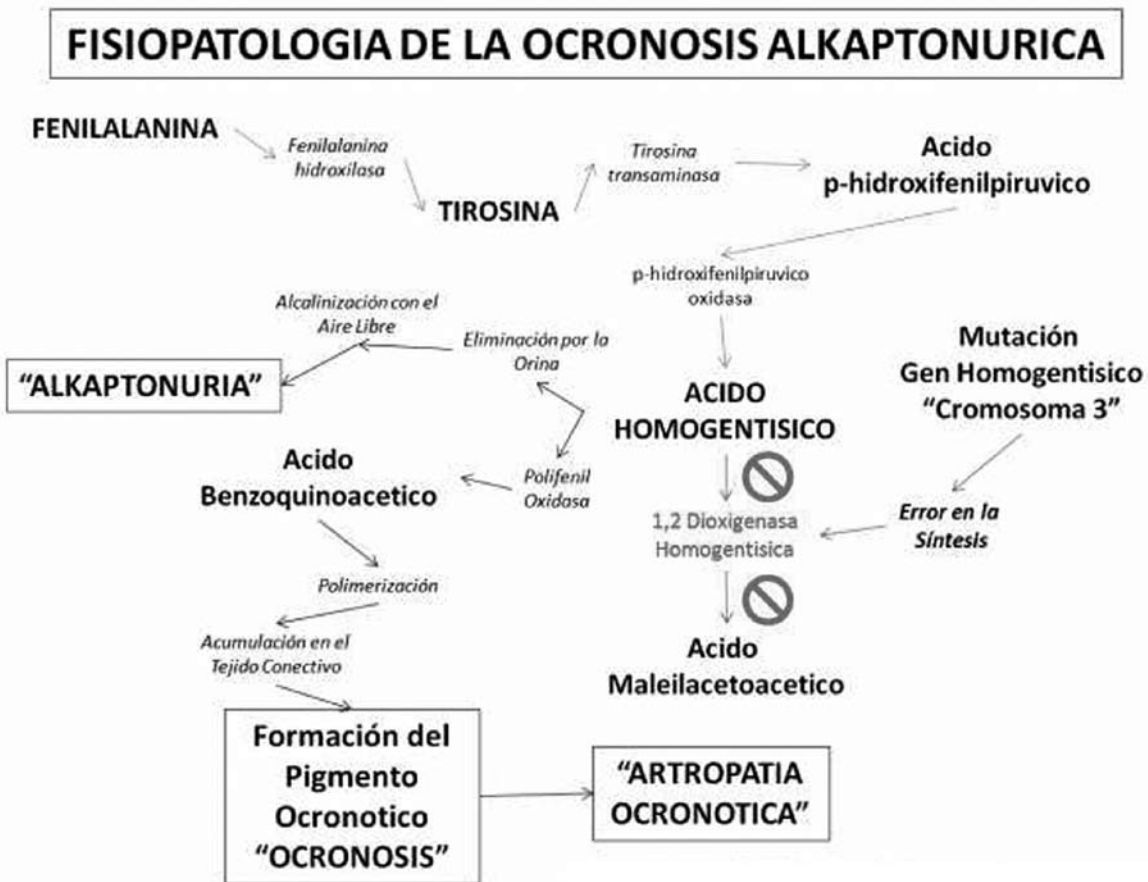 FISIOPATOLOGIA DE LA OCRONOSIS ALKAPTONURICA
FENILALANINA
Fenilalanina
hidroxilasa
TIROSINA
Tirosina
transaminasa
Acido
p-hidroxifenilpiruvico
p-hidroxifenilpiruvico
oxidasa
ACIDO
HOMOGENTISICO
Mutación
Gen Homogentisico
“Cromosoma 3”
Error en la
Síntesis
1,2 Dioxigenasa
Homogentisica
Acido
Maleilacetoacetico
Eliminación por la
Orina
Alcalinización con el
Aire Libre
“ALKAPTONURIA”
Polifenil
Oxidasa
Acido
Benzoquinoacetico
Polimerización
Acumulación en el
Tejido Conectivo
Formación del
Pigmento
Ocronotico
“OCRONOSIS”
“ARTROPATIA
OCRONOTICA”